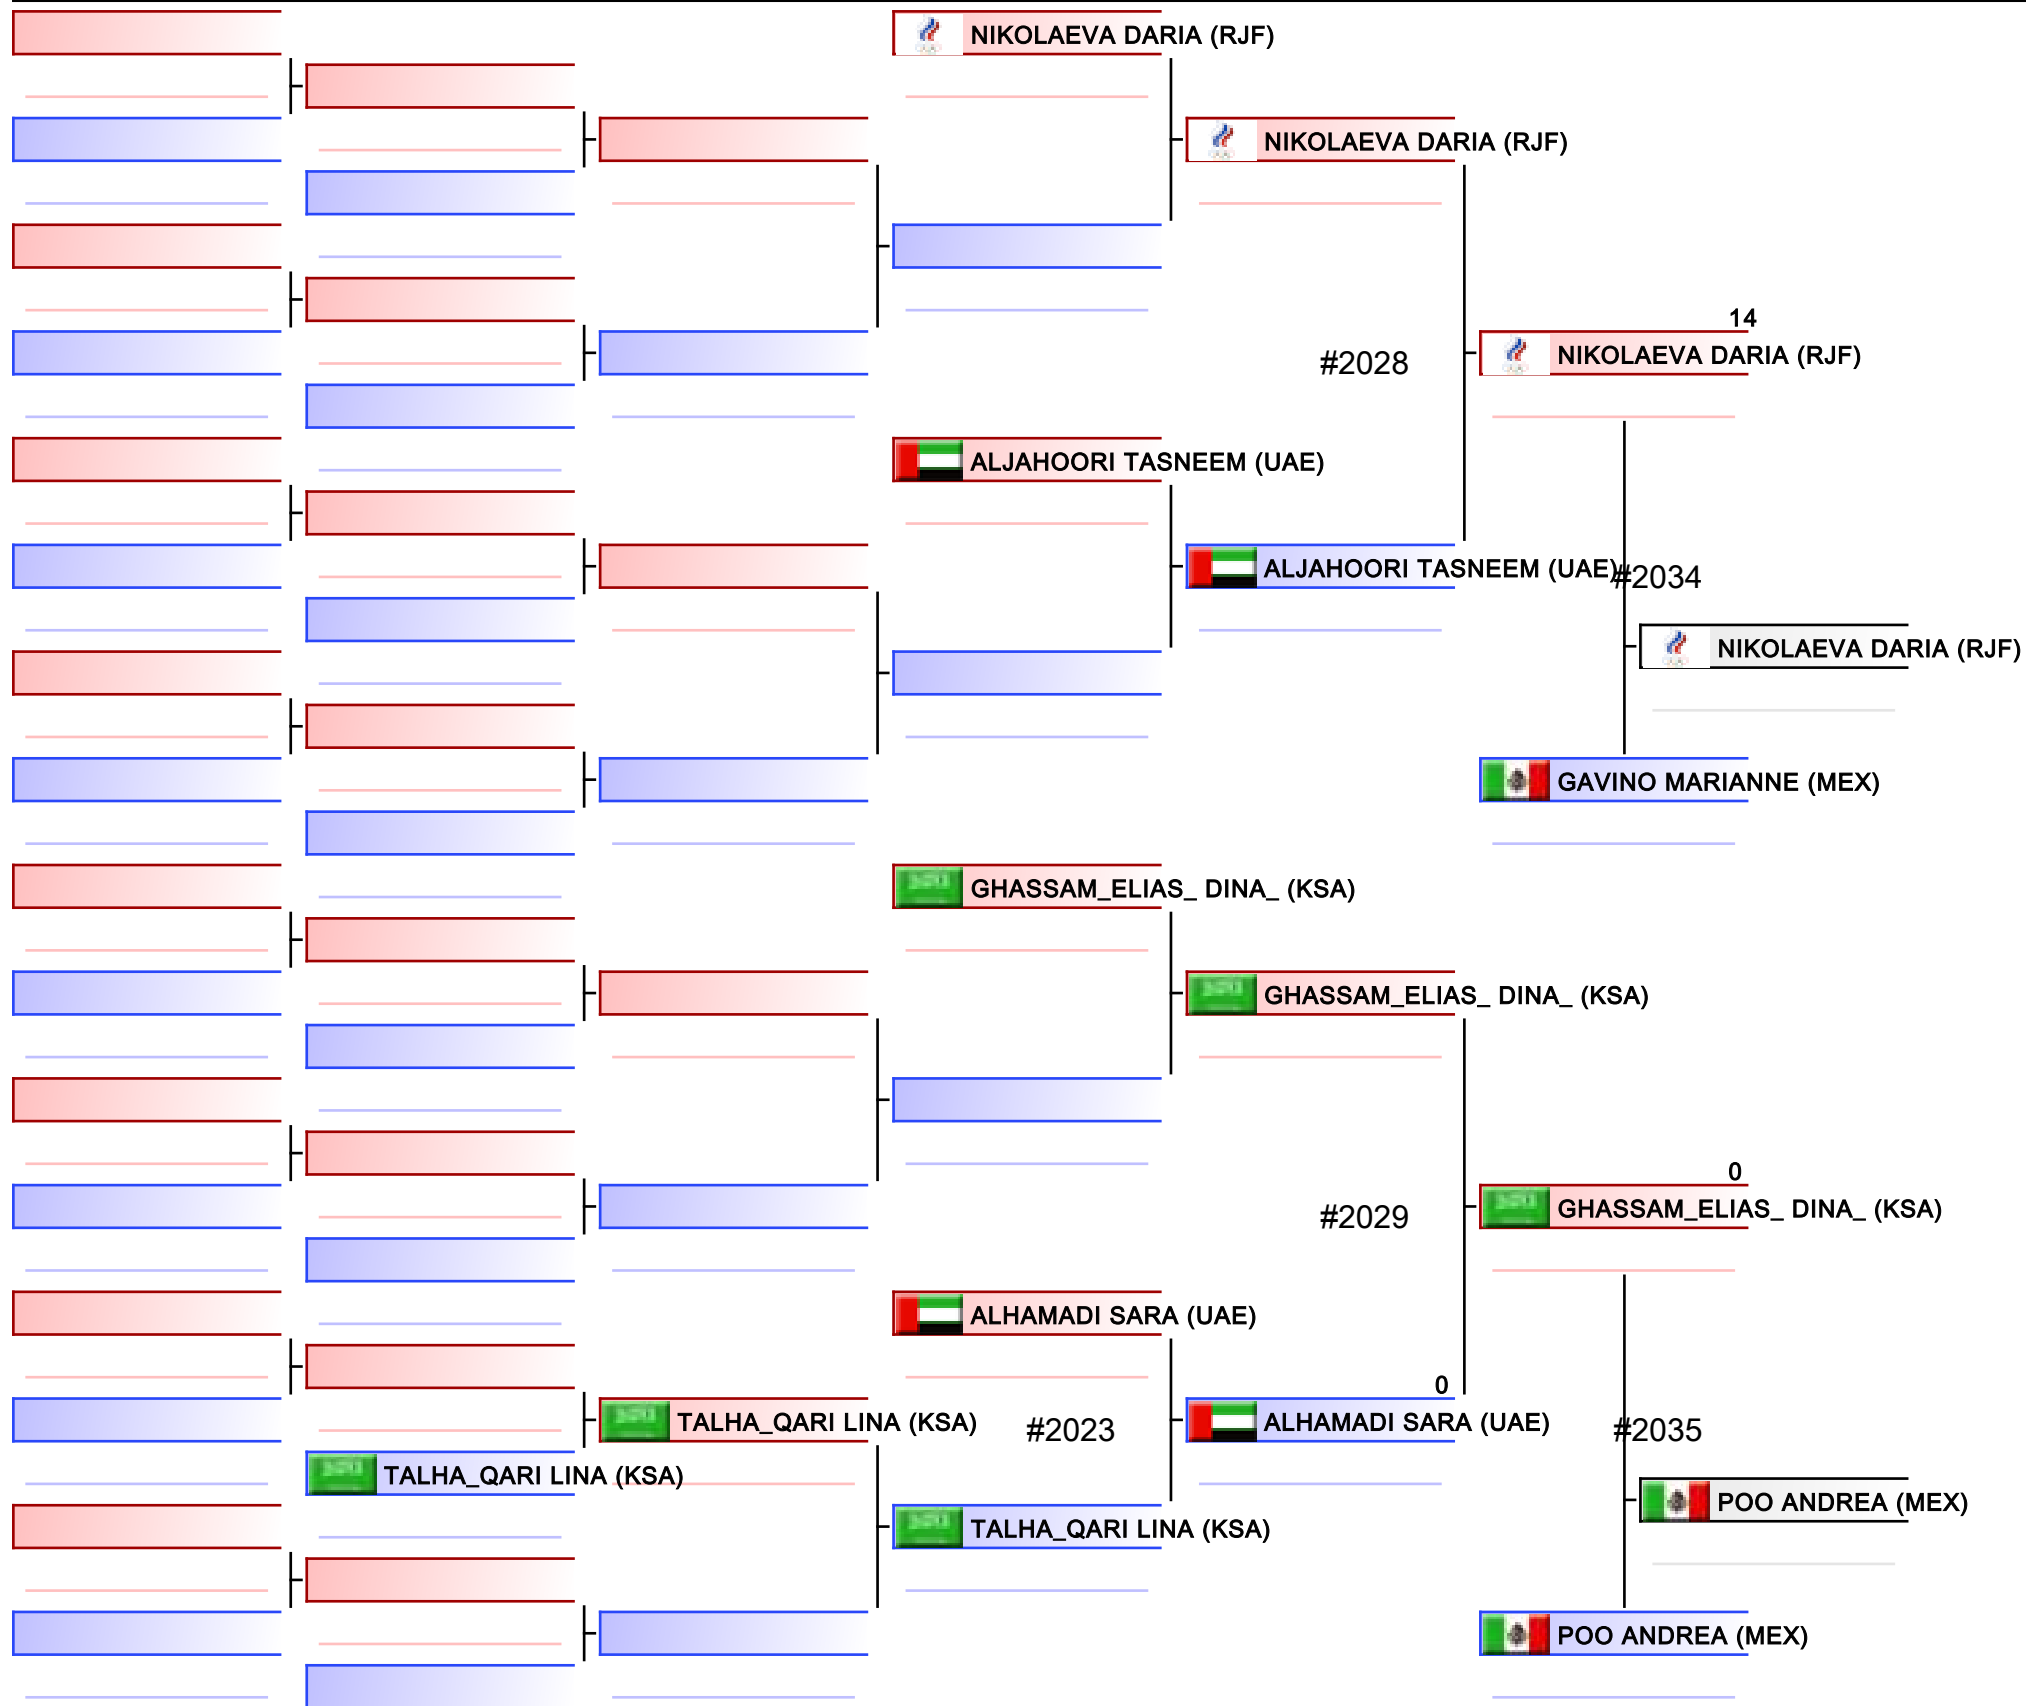 NIKOLAEVA DARIA (RJF)
NIKOLAEVA DARIA (RJF)
14
#2028
NIKOLAEVA DARIA (RJF)
ALJAHOORI TASNEEM (UAE)
ALJAHOORI TASNEEM (UAE)
#2034
NIKOLAEVA DARIA (RJF)
GAVINO MARIANNE (MEX)
GHASSAM_ELIAS_ DINA_ (KSA)
GHASSAM_ELIAS_ DINA_ (KSA)
0
#2029
GHASSAM_ELIAS_ DINA_ (KSA)
ALHAMADI SARA (UAE)
0
TALHA_QARI LINA (KSA)
#2023
ALHAMADI SARA (UAE)
#2035
TALHA_QARI LINA (KSA)
POO ANDREA (MEX)
TALHA_QARI LINA (KSA)
POO ANDREA (MEX)